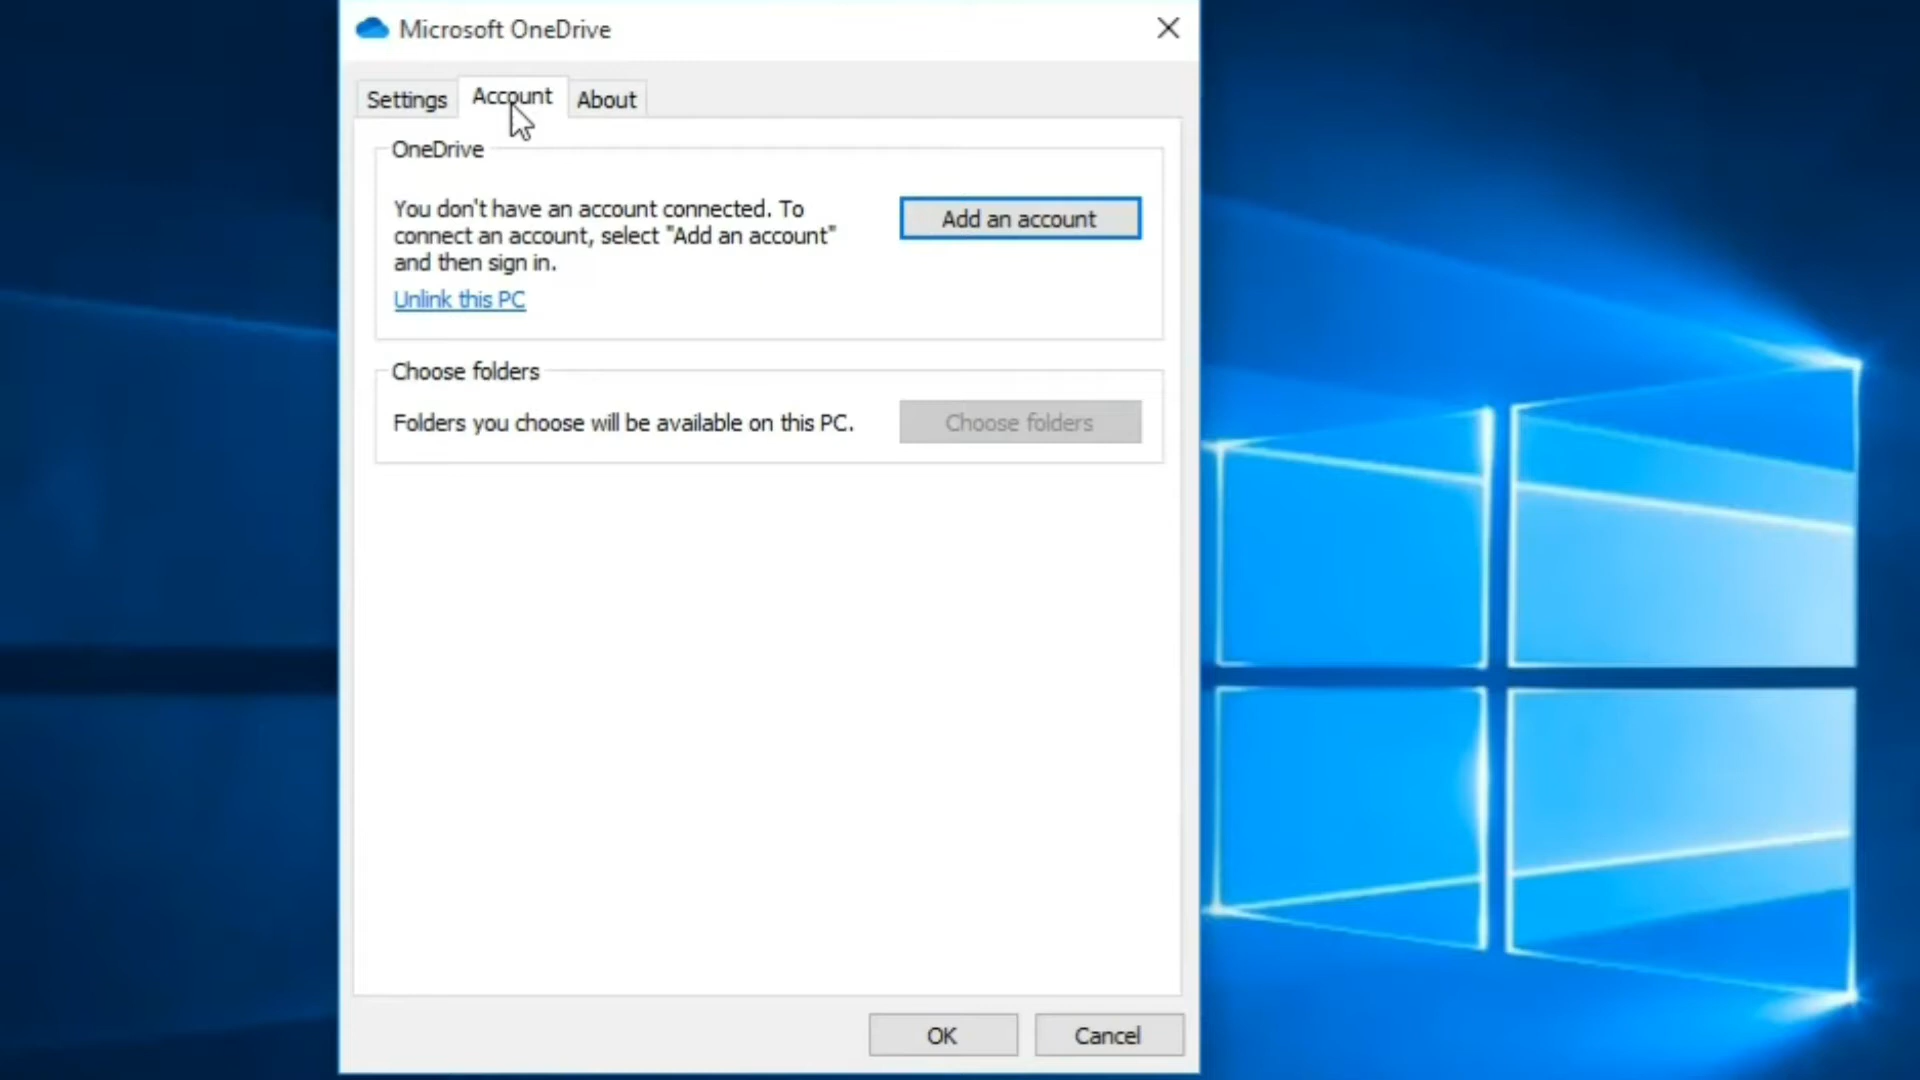 Microsoft OneDrive
Settings
Account
About
OneDrive
You don't have an account connected. To
connect an account, select "Add an account"
and then sign in.
Add an account
Unlink this PC
Choose folders
Folders you choose will be available on this PC.
Choose folders
OK
Cancel